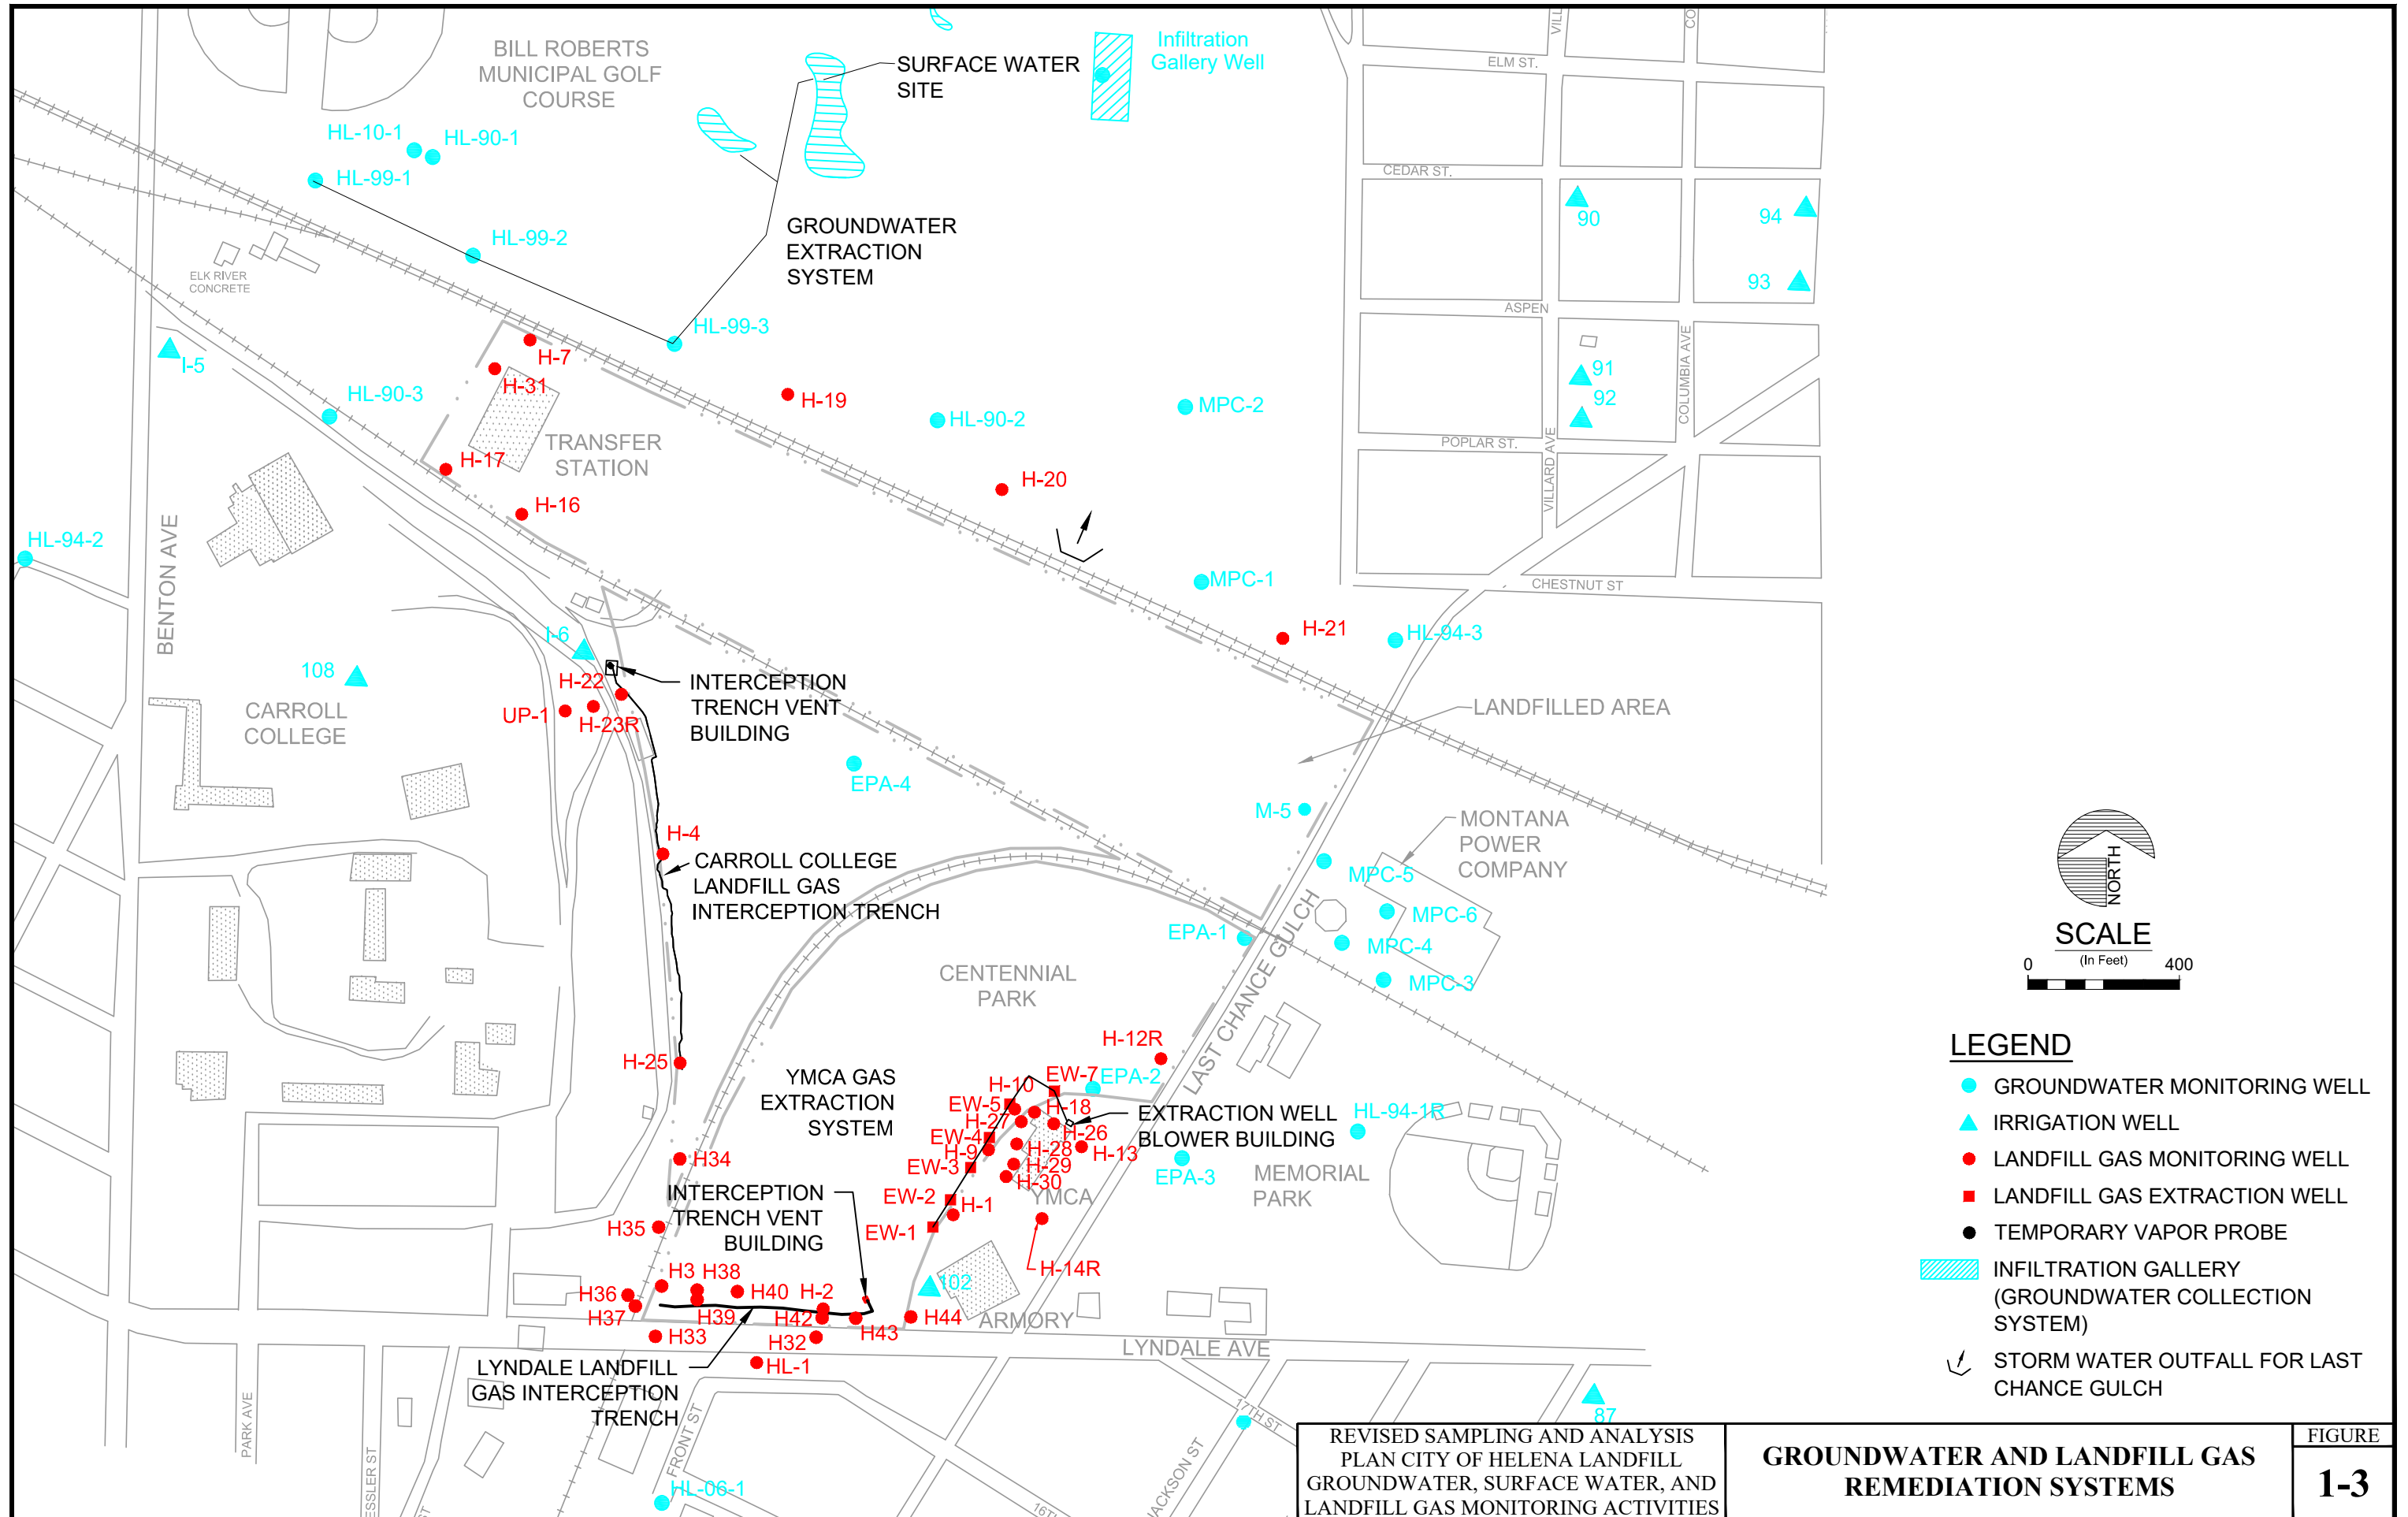 BILL ROBERTS
MUNICIPAL GOLF
COURSE
SURFACE WATER
SITE
Infiltration
Gallery Well
ELM ST.
VILL
CO
HL-10-1
HL-90-1
HL-99-1
HL-99-2
GROUNDWATER
EXTRACTION
SYSTEM
CEDAR ST.
90
94
93
ELK RIVER
CONCRETE
HL-99-3
ASPEN
COLUMBIA AVE
I-5
H-7
H-31
HL-90-3
H-19
HL-90-2
MPC-2
91
92
POPLAR ST.
VILLARD AVE
TRANSFER
STATION
H-17
H-16
H-20
HL-94-2
BENTON AVE
MPC-1
CHESTNUT ST
I-6
H-21
HL-94-3
108
H-22
INTERCEPTION
TRENCH VENT
BUILDING
CARROLL
COLLEGE
UP-1
H-23R
LANDFILLED AREA
EPA-4
M-5
MONTANA
POWER
COMPANY
H-4
CARROLL COLLEGE
LANDFILL GAS
INTERCEPTION TRENCH
MPC-5
MPC-6
MPC-4
MPC-3
EPA-1
LAST CHANCE GULCH
CENTENNIAL
PARK
NORTH
SCALE
(In Feet)
0
400
H-25
H-12R
YMCA GAS
EXTRACTION
SYSTEM
H-10
EW-7
EPA-2
EW-5
H-18
H-27
H-26
EW-4
H-28
H-9
H-13
H-29
EW-3
H-30
EXTRACTION WELL
BLOWER BUILDING
HL-94-1R
EPA-3
MEMORIAL
PARK
YMCA
H34
INTERCEPTION
TRENCH VENT
BUILDING
EW-2
H-1
EW-1
H35
H-14R
H3
H38
H40
H-2
H36
H37
H39
H42
H43
H44
102
ARMORY
H33
H32
HL-1
LYNDALE AVE
LYNDALE LANDFILL
GAS INTERCEPTION
TRENCH
PARK AVE
ESSLER ST
ST
FRONT ST
HL-06-1
17TH ST
16TH
JACKSON ST
87
LEGEND
GROUNDWATER MONITORING WELL
IRRIGATION WELL
LANDFILL GAS MONITORING WELL
LANDFILL GAS EXTRACTION WELL
TEMPORARY VAPOR PROBE
INFILTRATION GALLERY
(GROUNDWATER COLLECTION
SYSTEM)
STORM WATER OUTFALL FOR LAST
CHANCE GULCH
REVISED SAMPLING AND ANALYSIS
PLAN CITY OF HELENA LANDFILL
GROUNDWATER, SURFACE WATER, AND
LANDFILL GAS MONITORING ACTIVITIES
GROUNDWATER AND LANDFILL GAS
REMEDIATION SYSTEMS
FIGURE
1-3